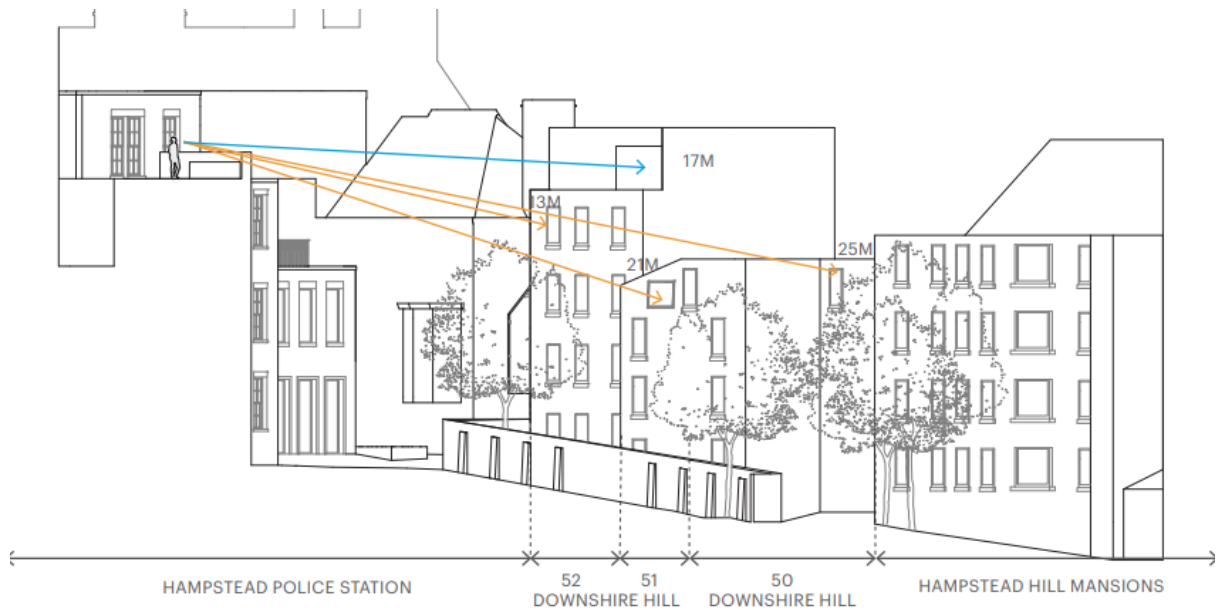 17M
13M
25M
21M
HAMPSTEAD POLICE STATION
52
DOWNSHIRE HILL
51
50
DOWNSHIRE HILL
HAMPSTEAD HILL MANSIONS